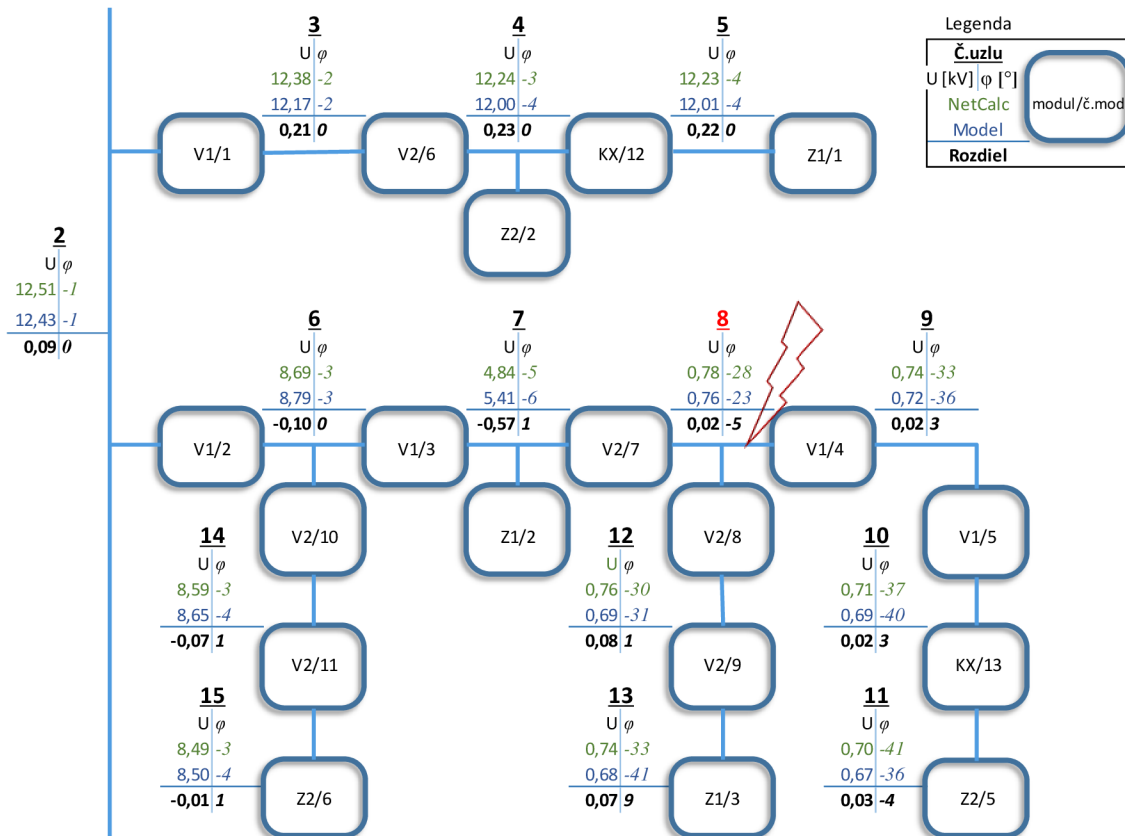 3
U φ
12,38 -2
12,17 -2
0,21 0
4
U φ
12,24 -3
12,00 -4
0,23 0
5
U φ
12,23 -4
12,01 -4
0,22 0
Legenda
Č.uzlu
U [kV] φ [°]
NetCalc
Model
Rozdiel
modul/č.mod
V1/1
V2/6
KX/12
Z1/1
Z2/2
2
U φ
12,51 -1
12,43 -1
0,09 0
6
U φ
8,69 -3
8,79 -3
-0,10 0
7
U φ
4,84 -5
5,41 -6
-0,57 1
8
U φ
0,78 -28
0,76 -23
0,02 -5
9
U φ
0,74 -33
0,72 -36
0,02 3
V1/2
V1/3
V2/7
V1/4
V2/10
Z1/2
V2/8
V1/5
14
U φ
8,59 -3
8,65 -4
-0,07 1
12
U φ
0,76 -30
0,69 -31
0,08 1
10
U φ
0,71 -37
0,69 -40
0,02 3
V2/11
V2/9
KX/13
15
U φ
8,49 -3
8,50 -4
-0,01 1
13
U φ
0,74 -33
0,68 -41
0,07 9
11
U φ
0,70 -41
0,67 -36
0,03 -4
Z2/6
Z1/3
Z2/5